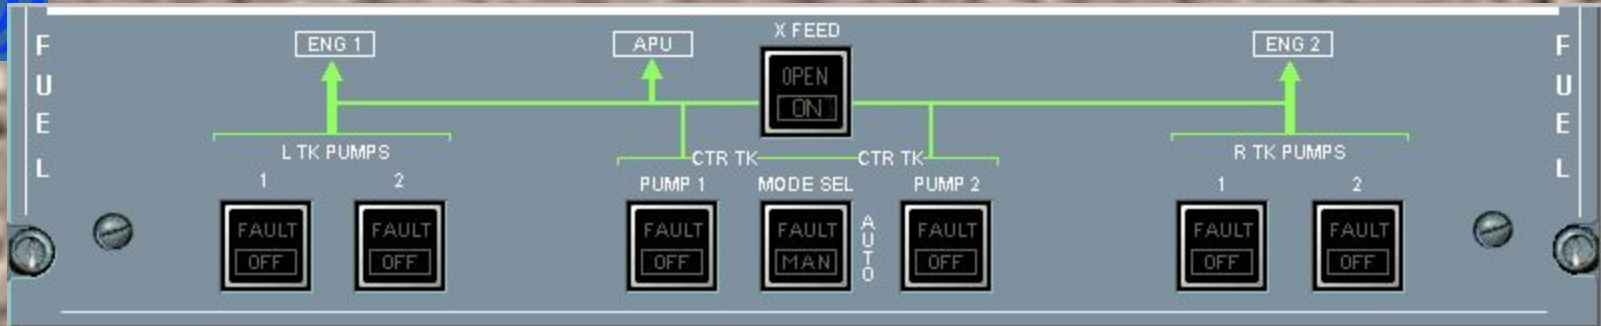 FUEL
ENG 1
APU
X FEED
OPEN
ON
ENG 2
FUEL
L TK PUMPS
CTR TK
CTR TK
R TK PUMPS
1
2
PUMP 1
MODE SEL
PUMP 2
1
2
FAULT
OFF
FAULT
OFF
FAULT
OFF
FAULT
MAN
AUTO
FAULT
OFF
FAULT
OFF
FAULT
OFF